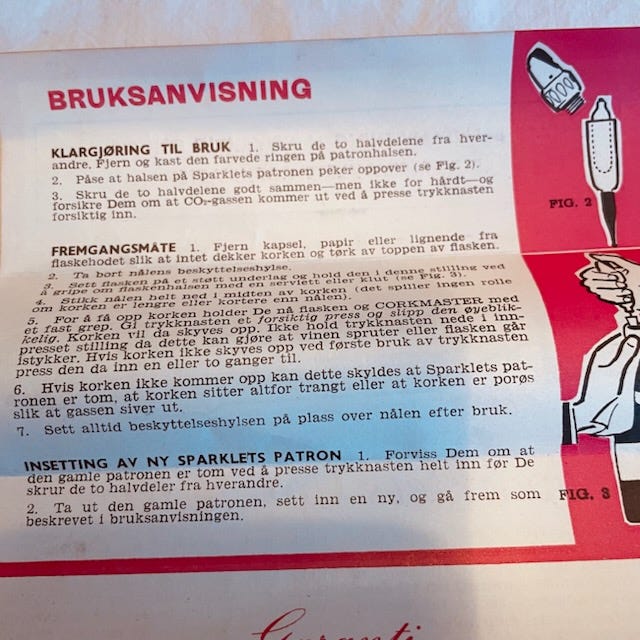 BRUKSANVISNING
KLARGJØRING TIL BRUK 1. Skru de to halvdelene fra hver-
andre. Fjern og kast den farvede ringen på patronhalsen.
2. Påse at halsen på Sparklets patronen peker oppover (se Fig. 2).
3. Skru de to halvdelene godt sammen—men ikke for hårdt—og
forsikre Dem om at CO₂-gassen kommer ut ved å presse trykknasten
forsiktig inn.
FIG. 2
FREMGANGSMÅTE 1. Fjern kapsel, papir eller lignende fra
flaskehodet slik at intet dekker korken og tørk av toppen av flasken.
2. Ta bort nålens beskyttelseshylse.
3. Sett flasken på et støtt underlag og hold den i denne stilling ved
å gripe om flaskehalsen med en serviett eller klut (se Fig. 3).
4. Stikk nålen helt ned i midten av korken (det spiller ingen rolle
om korken er lengre eller kortere enn nålen).
5. For å få opp korken holder De nå flasken og CORKMASTER med
et fast grep. Gi trykknasten et forsiktig press og slipp den øyeblik-
kelig. Korken vil da skyves opp. Ikke hold trykknasten nede i inn-
presset stilling da dette kan gjøre at vinen spruter eller flasken går
istykker. Hvis korken ikke skyves opp ved første bruk av trykknasten
press den da inn en eller to ganger til.
6. Hvis korken ikke kommer opp kan dette skyldes at Sparklets pat-
ronen er tom, at korken sitter altfor trangt eller at korken er porøs
slik at gassen siver ut.
7. Sett alltid beskyttelseshylsen på plass over nålen efter bruk.
INSETTING AV NY SPARKLETS PATRON 1. Forviss Dem om at
den gamle patronen er tom ved å presse trykknasten helt inn før De
skrur de to halvdeler fra hverandre.
2. Ta ut den gamle patronen, sett inn en ny, og gå frem som
beskrevet i bruksanvisningen.
FIG. 3
Garanti